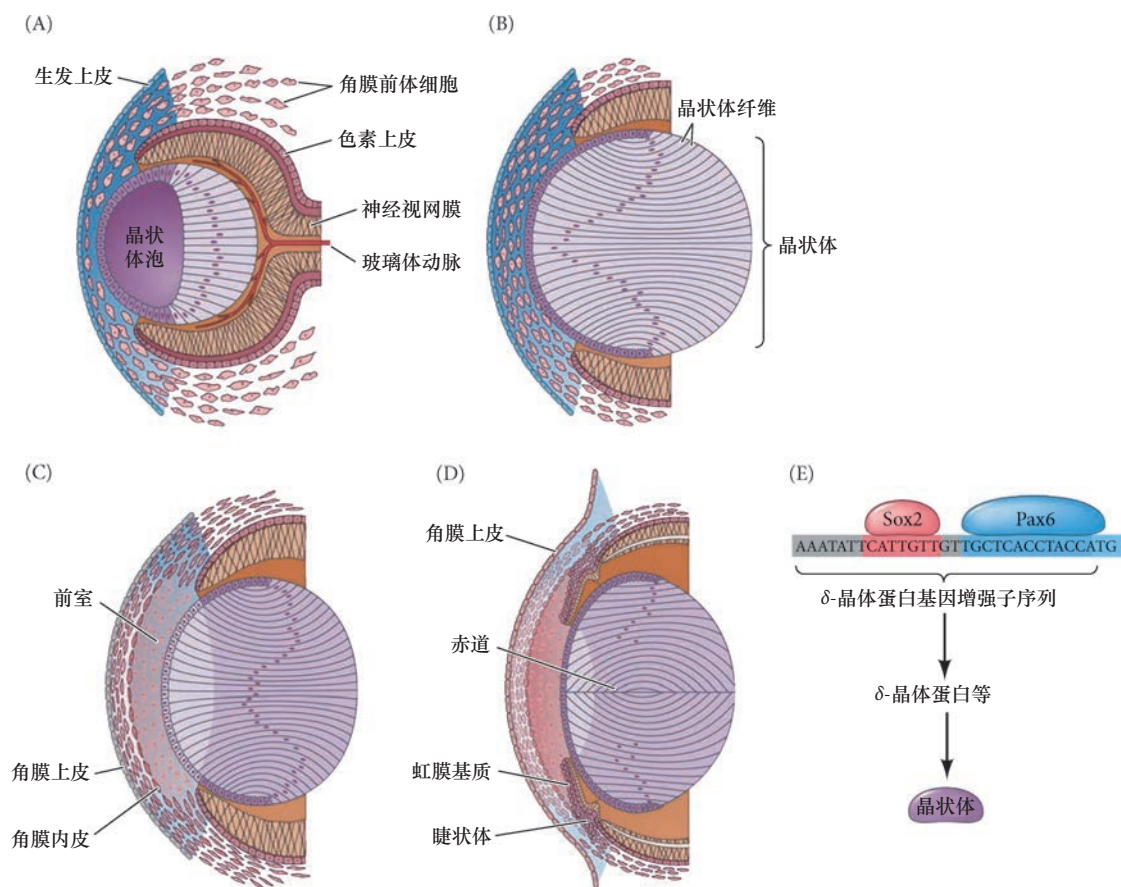 (A)
生发上皮
角膜前体细胞
色素上皮
神经视网膜
玻璃体动脉
晶状
体泡
(B)
晶状体纤维
晶状体
(C)
前室
角膜上皮
角膜内皮
(D)
角膜上皮
赤道
虹膜基质
睫状体
(E)
Sox2
Pax6
AAATATTCATTGTTGTTGCTCACCTACCATG
δ-晶体蛋白基因增强子序列
δ-晶体蛋白等
晶状体